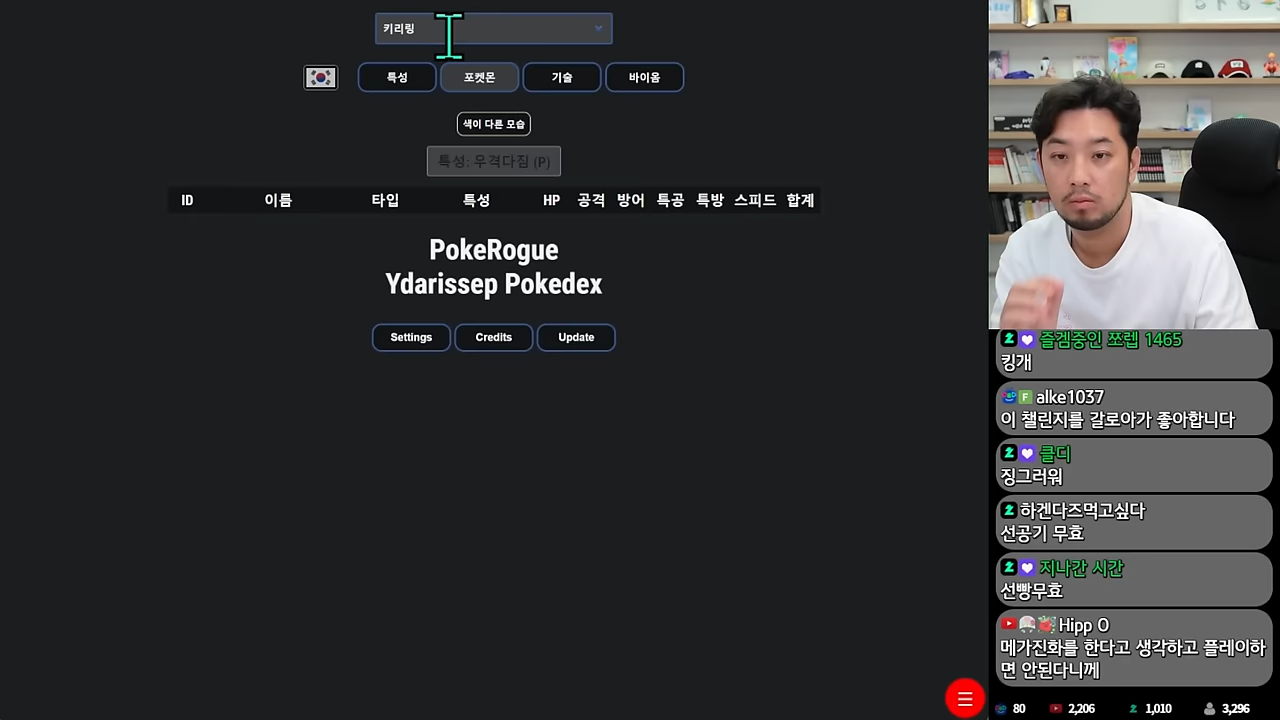 키리링
특성
포켓몬
기술
바이옴
색이 다른 모습
특성: 우격다짐 (P)
ID 이름 타입 특성 HP 공격 방어 특공 특방 스피드 합계
PokeRogue
Ydarissep Pokedex
Settings
Credits
Update
즐겜중인 쪼렙 1465
킹개
alke1037
이 챌린지를 갈로아가 좋아합니다
클디
징그러워
하겐다즈먹고싶다
선공기 무효
지나간 시간
선빵무효
Hipp O
메가진화를 한다고 생각하고 플레이하
면 안된다니께
80
2,206
1,010
3,296